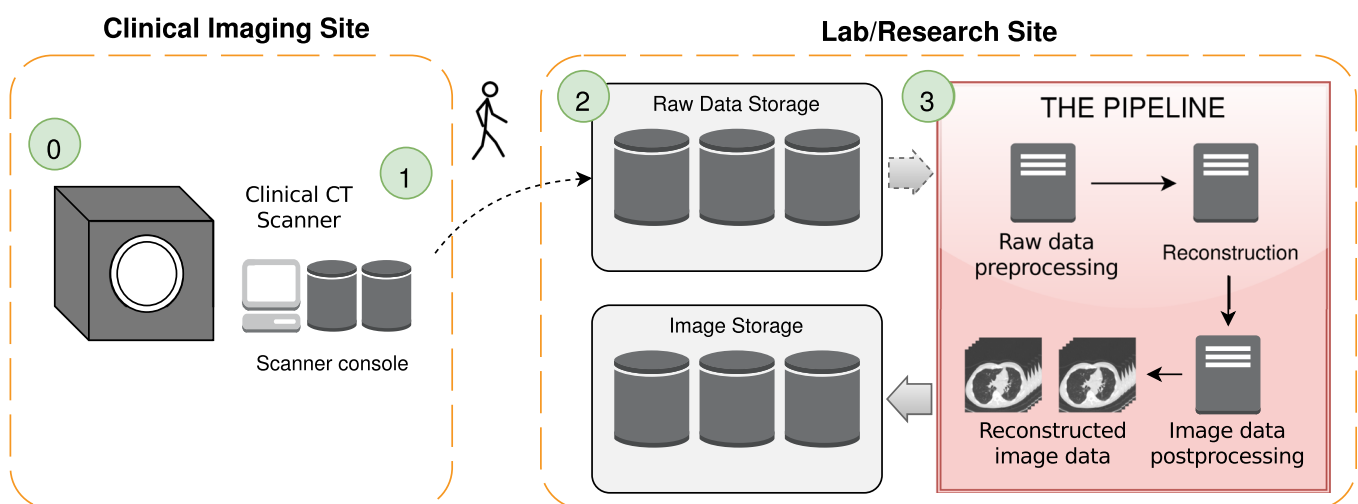 Clinical Imaging Site
0
1
Clinical CT
Scanner
Scanner console
Lab/Research Site
2
Raw Data Storage
Image Storage
3
THE PIPELINE
Raw data
preprocessing
Reconstruction
Image data
postprocessing
Reconstructed
image data